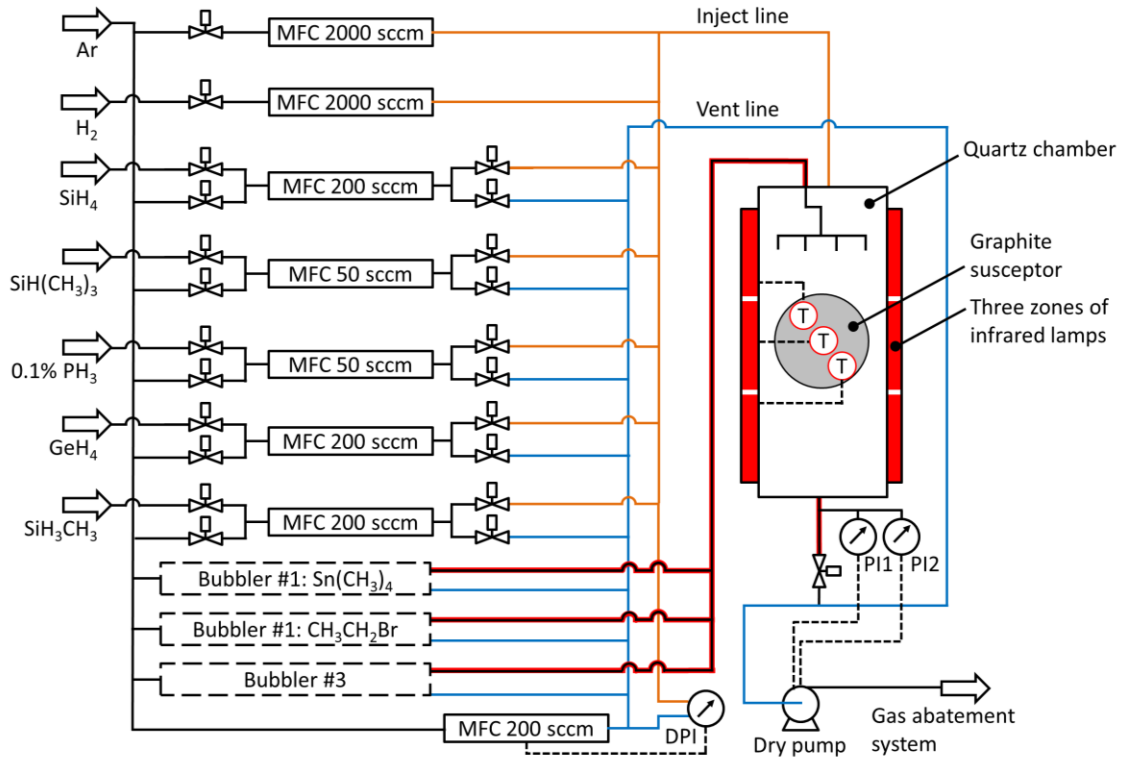 Ar
MFC 2000 sccm
Inject line
H2
MFC 2000 sccm
Vent line
SiH4
MFC 200 sccm
Quartz chamber
SiH(CH3)3
MFC 50 sccm
Graphite
susceptor
Three zones of
infrared lamps
T
T
T
0.1% PH3
MFC 50 sccm
GeH4
MFC 200 sccm
SiH3CH3
MFC 200 sccm
Bubbler #1: Sn(CH3)4
Bubbler #1: CH3CH2Br
Bubbler #3
PI1
PI2
MFC 200 sccm
DPI
Dry pump
Gas abatement
system